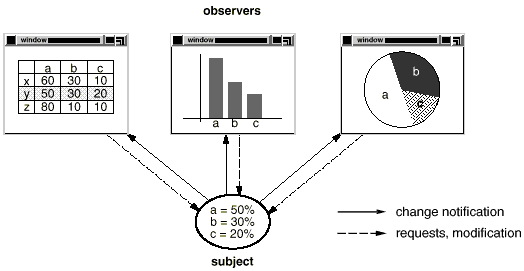 observers
window
a b c
x 60 30 10
y 50 30 20
z 80 10 10
window
a b c
window
a
b
c
a = 50%
b = 30%
c = 20%
subject
change notification
requests, modification